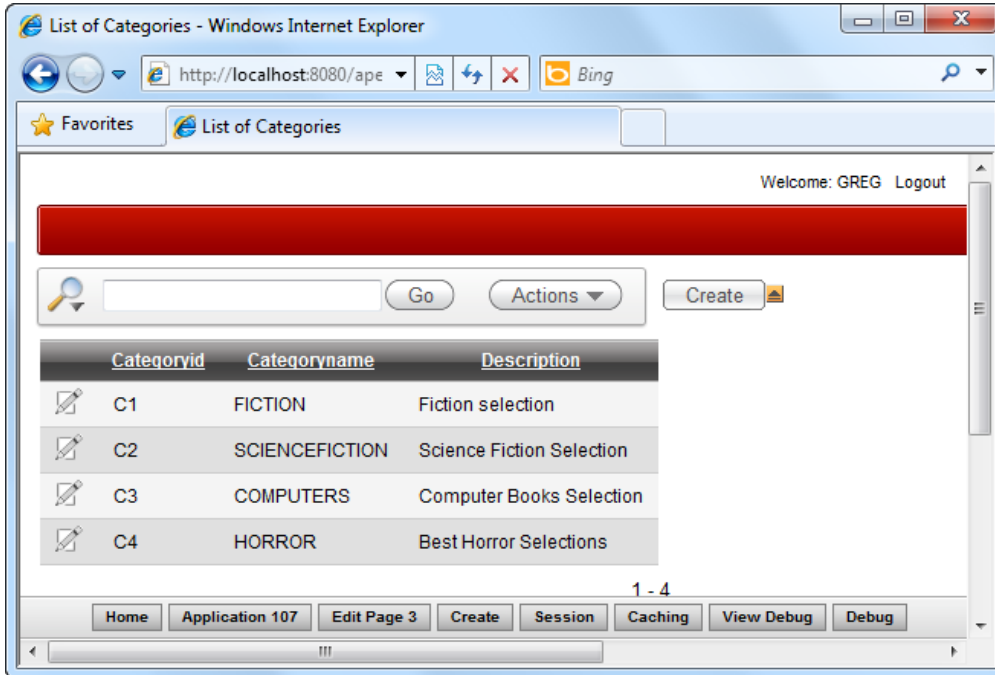 List of Categories - Windows Internet Explorer
http://localhost:8080/ape Bing
Favorites List of Categories
Welcome: GREG Logout
Go Actions Create
Categoryid Categoryname Description
C1 FICTION Fiction selection
C2 SCIENCEFICTION Science Fiction Selection
C3 COMPUTERS Computer Books Selection
C4 HORROR Best Horror Selections
1 - 4
Home Application 107 Edit Page 3 Create Session Caching View Debug Debug